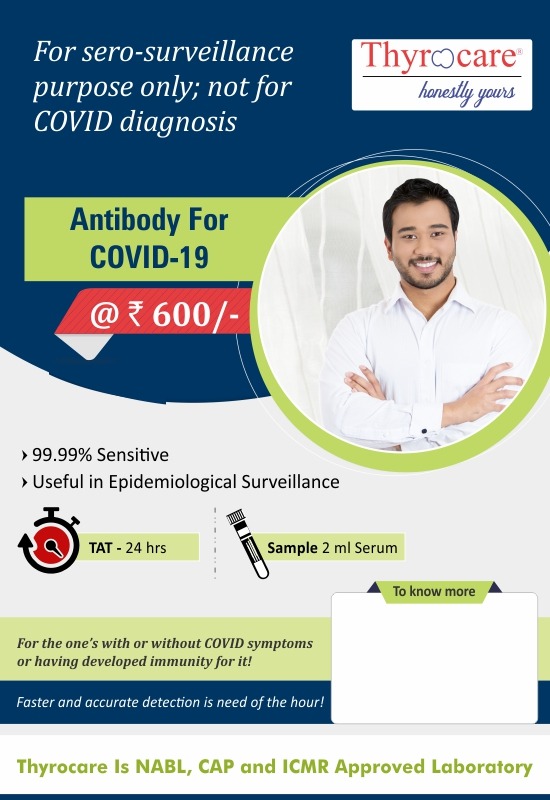 For sero-surveillance
purpose only; not for
COVID diagnosis
Thyrocare®
honestly yours
Antibody For
COVID-19
@ ₹ 600/-
› 99.99% Sensitive
› Useful in Epidemiological Surveillance
TAT - 24 hrs
Sample 2 ml Serum
To know more
For the one's with or without COVID symptoms
or having developed immunity for it!
Faster and accurate detection is need of the hour!
Thyrocare Is NABL, CAP and ICMR Approved Laboratory